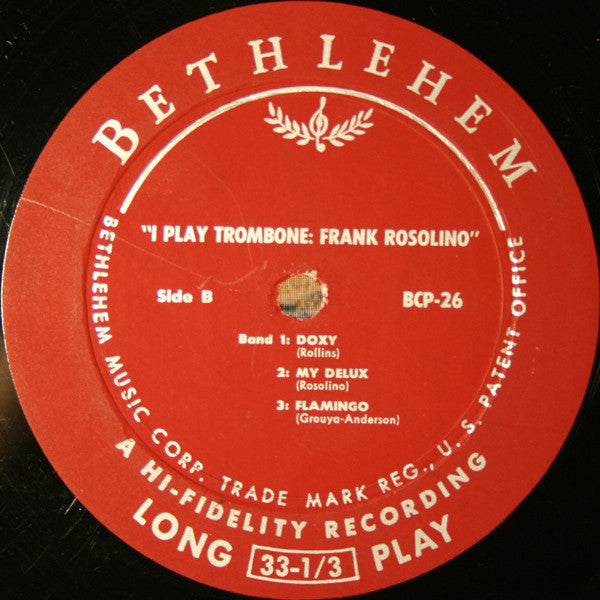 BETHLEHEM
"I PLAY TROMBONE: FRANK ROSOLINO"
Side B
BCP-26
Band 1: DOXY
(Rollins)
2: MY DELUX
(Rosolino)
3: FLAMINGO
(Grouya-Anderson)
BETHLEHEM MUSIC CORP. TRADE MARK REG., U. S. PATENT OFFICE
A HI-FIDELITY RECORDING
LONG 33-1/3 PLAY